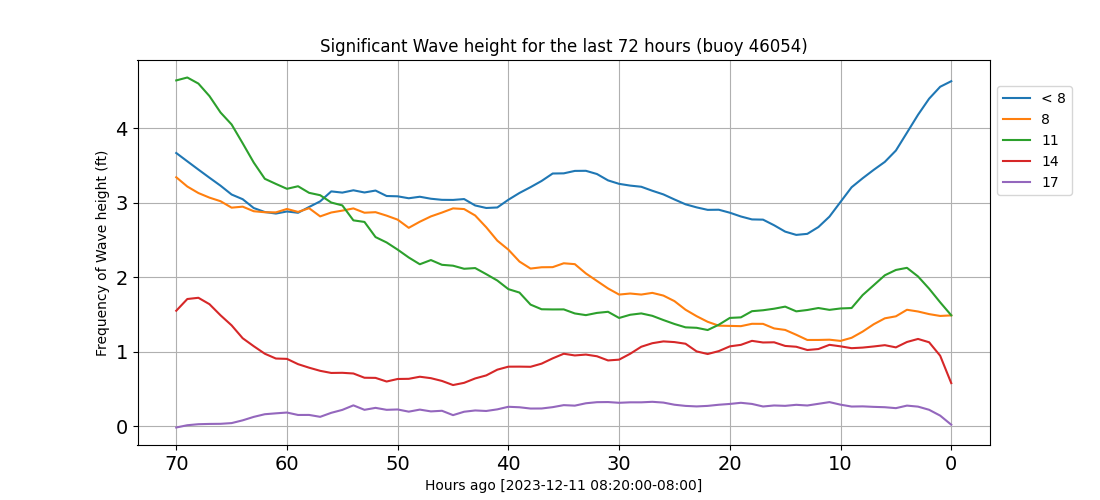 Significant Wave height for the last 72 hours (buoy 46054)
Frequency of Wave height (ft)
4
3
2
1
0
70 60 50 40 30 20 10 0
Hours ago [2023-12-11 08:20:00-08:00]
< 8
8
11
14
17